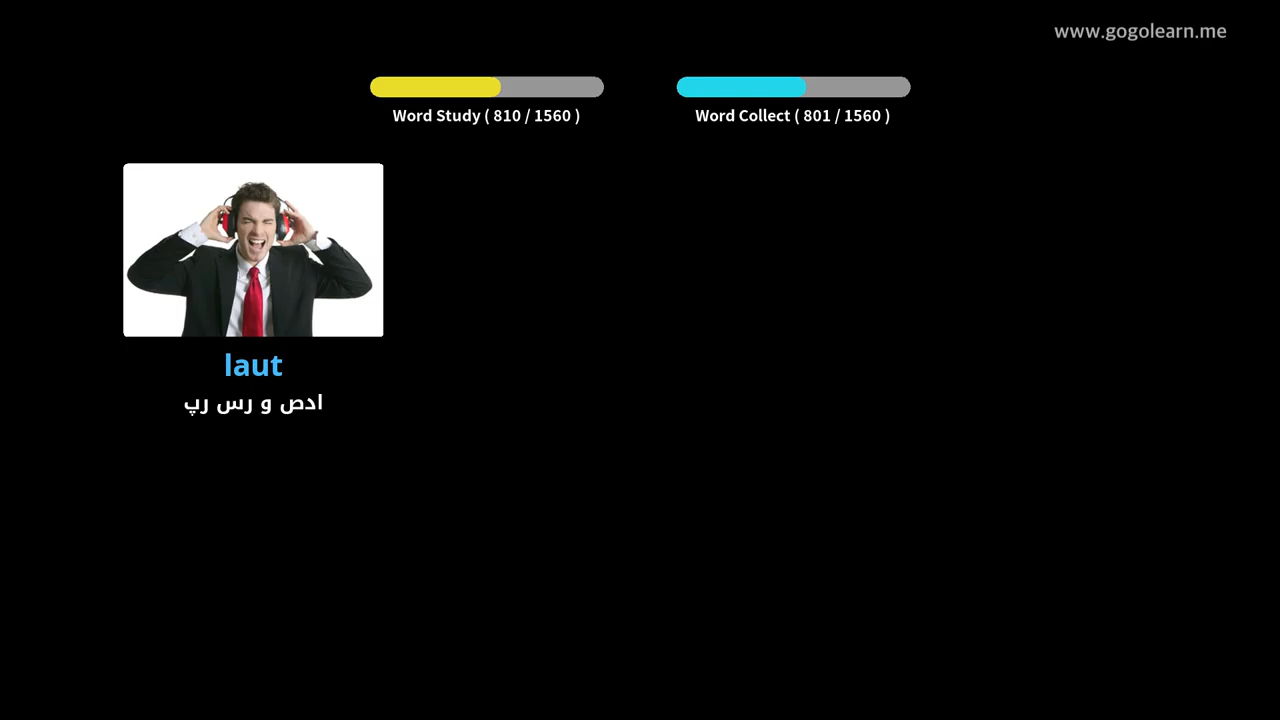 www.gogolearn.me
Word Study ( 810 / 1560 )
Word Collect ( 801 / 1560 )
laut
ادص و رس رپ